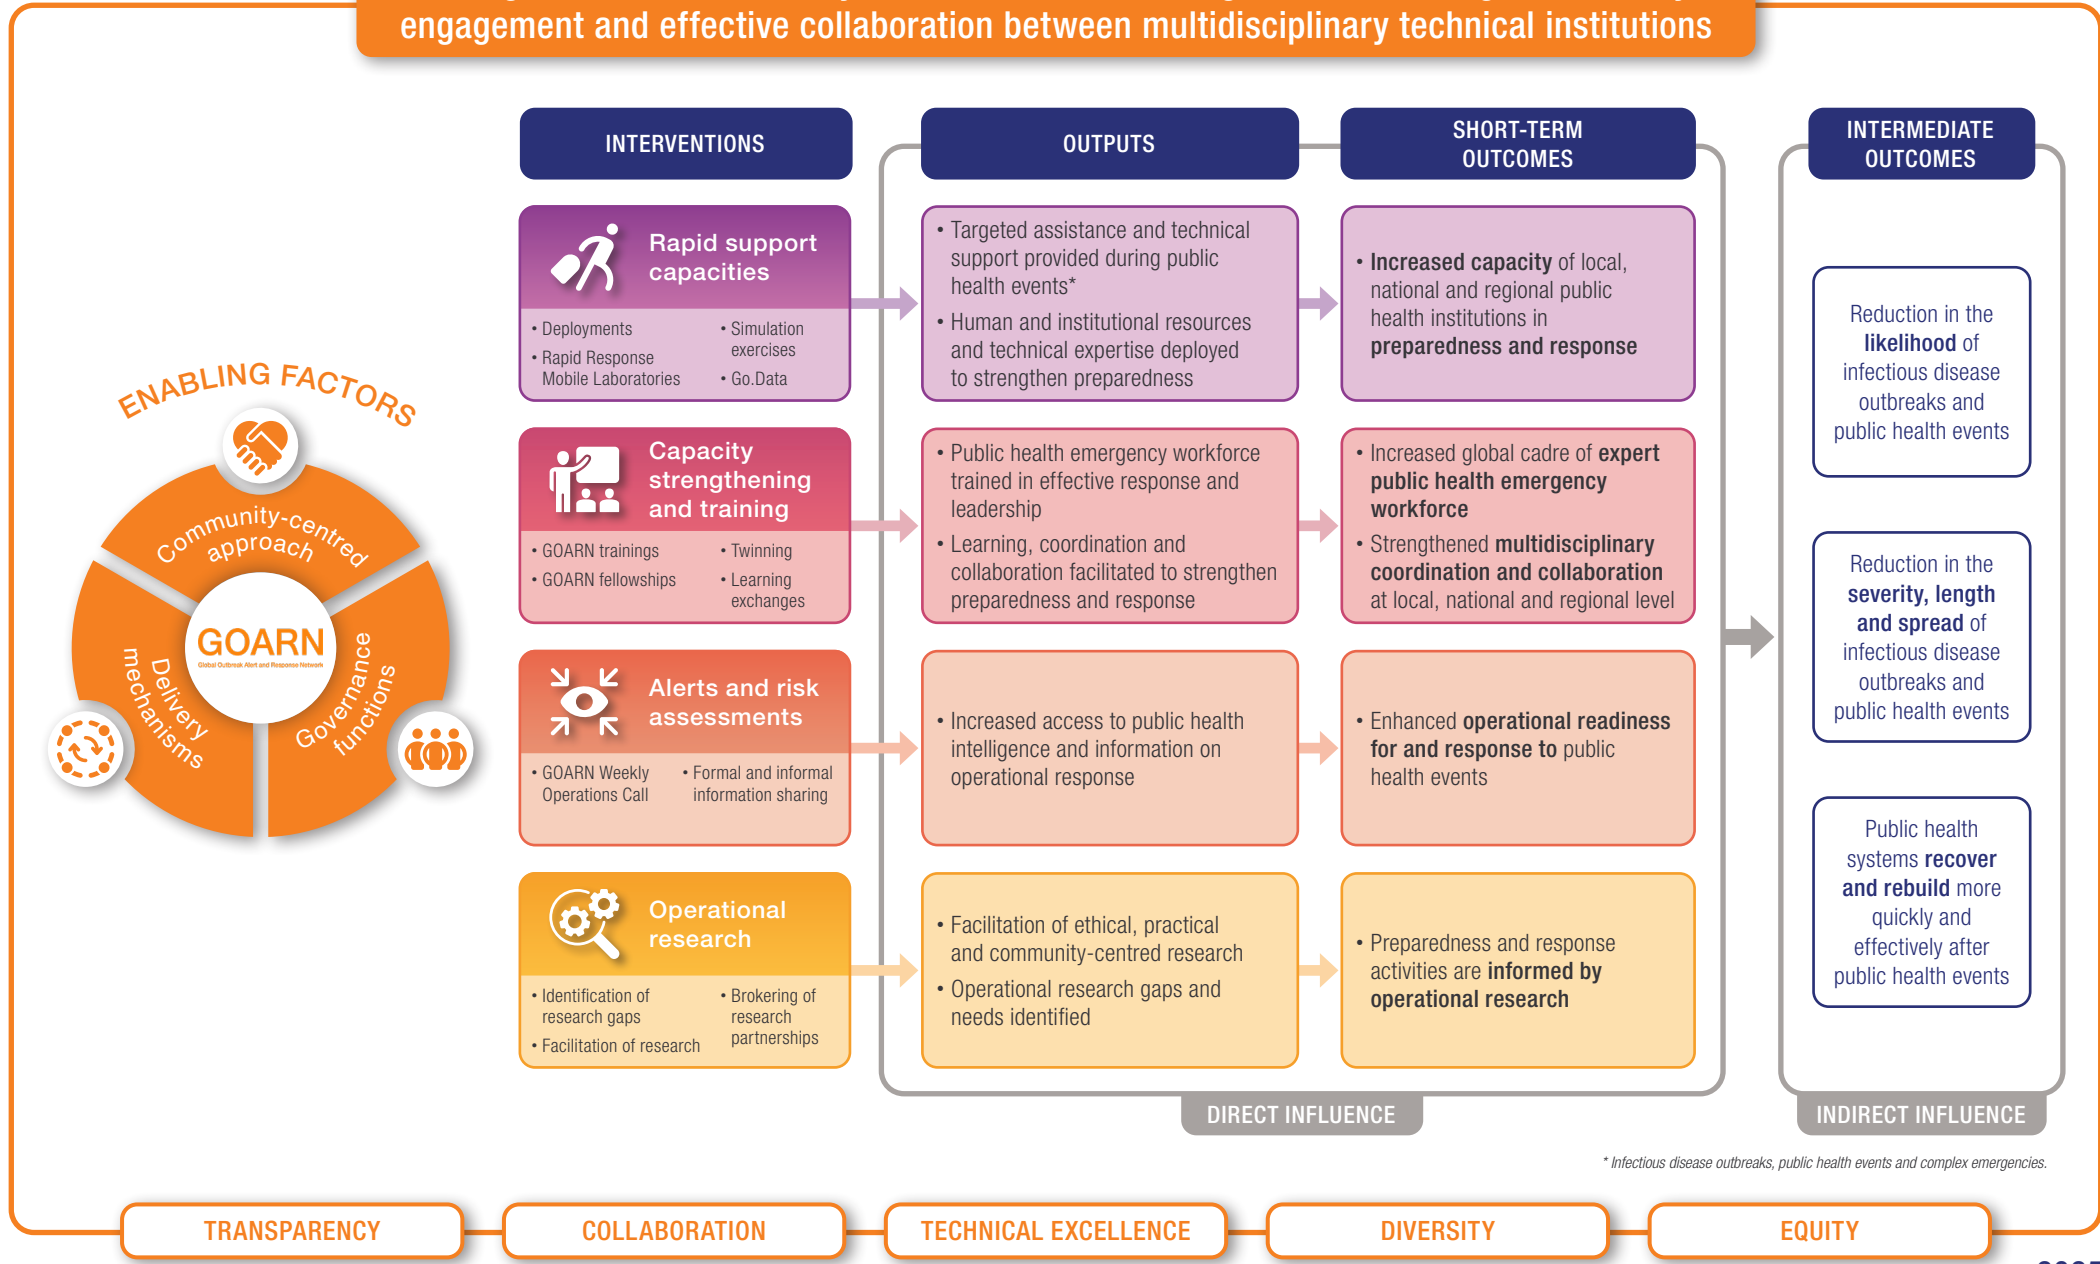 engagement and effective collaboration between multidisciplinary technical institutions
ENABLING FACTORS
Community-centred
approach
Delivery
mechanisms
Governance
functions
GOARN
Global Outbreak Alert and Response Network
INTERVENTIONS
OUTPUTS
SHORT-TERM
OUTCOMES
INTERMEDIATE
OUTCOMES
Rapid support
capacities
• Deployments
• Rapid Response
Mobile Laboratories
• Simulation
exercises
• Go.Data
• Targeted assistance and technical
support provided during public
health events*
• Human and institutional resources
and technical expertise deployed
to strengthen preparedness
• Increased capacity of local,
national and regional public
health institutions in
preparedness and response
Capacity
strengthening
and training
• GOARN trainings
• GOARN fellowships
• Twinning
• Learning
exchanges
• Public health emergency workforce
trained in effective response and
leadership
• Learning, coordination and
collaboration facilitated to strengthen
preparedness and response
• Increased global cadre of expert
public health emergency
workforce
• Strengthened multidisciplinary
coordination and collaboration
at local, national and regional level
Alerts and risk
assessments
• GOARN Weekly
Operations Call
• Formal and informal
information sharing
• Increased access to public health
intelligence and information on
operational response
• Enhanced operational readiness
for and response to public
health events
Operational
research
• Identification of
research gaps
• Facilitation of research
• Brokering of
research
partnerships
• Facilitation of ethical, practical
and community-centred research
• Operational research gaps and
needs identified
• Preparedness and response
activities are informed by
operational research
Reduction in the
likelihood of
infectious disease
outbreaks and
public health events
Reduction in the
severity, length
and spread of
infectious disease
outbreaks and
public health events
Public health
systems recover
and rebuild more
quickly and
effectively after
public health events
DIRECT INFLUENCE
INDIRECT INFLUENCE
* Infectious disease outbreaks, public health events and complex emergencies.
TRANSPARENCY
COLLABORATION
TECHNICAL EXCELLENCE
DIVERSITY
EQUITY